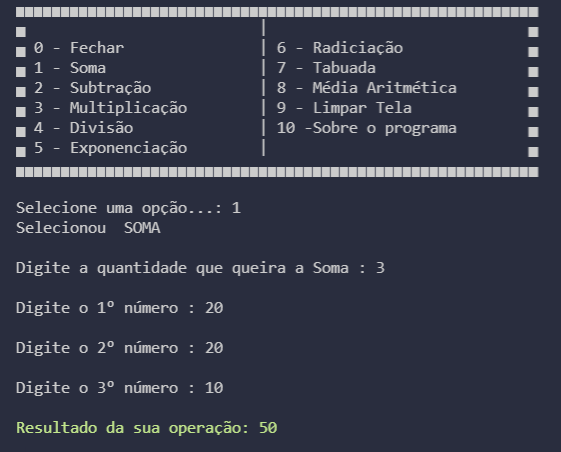 0 - Fechar | 6 - Radiciação
1 - Soma | 7 - Tabuada
2 - Subtração | 8 - Média Aritmética
3 - Multiplicação | 9 - Limpar Tela
4 - Divisão | 10 -Sobre o programa
5 - Exponenciação |
Selecione uma opção...: 1
Selecionou  SOMA
Digite a quantidade que queira a Soma : 3
Digite o 1º número : 20
Digite o 2º número : 20
Digite o 3º número : 10
Resultado da sua operação: 50